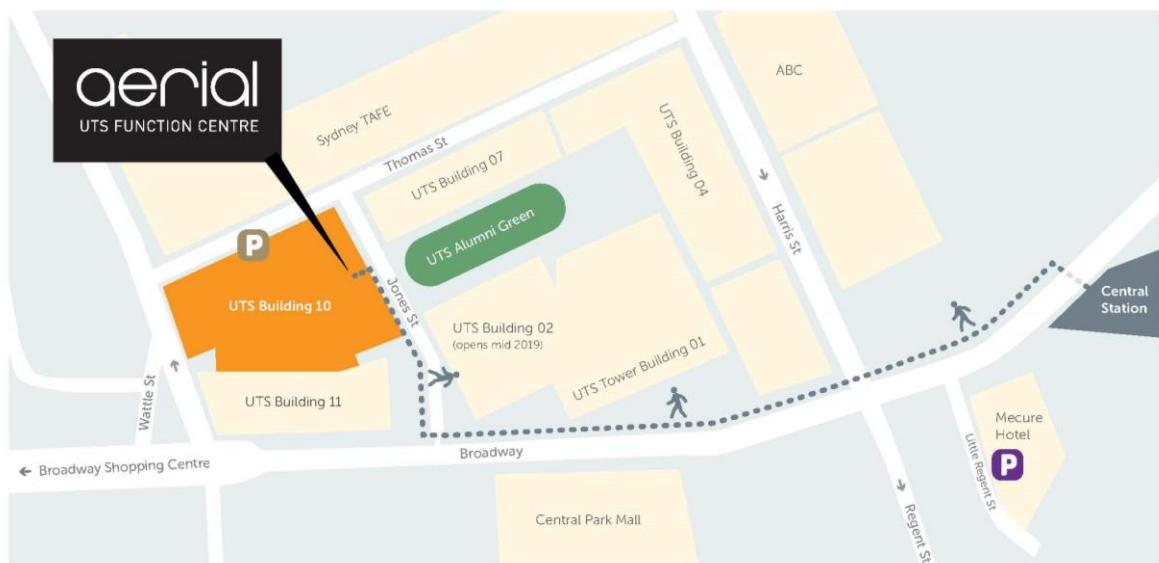 aerial
UTS FUNCTION CENTRE
Sydney TAFE
Thomas St
UTS Building 07
UTS Alumni Green
UTS Building 04
ABC
Harris St
P
UTS Building 10
Jones St
UTS Building 02
(opens mid 2019)
UTS Tower Building 01
Central
Station
UTS Building 11
Wattle St
← Broadway Shopping Centre
Broadway
Mecure
Hotel
P
Little Regent St
Regent St
Central Park Mall